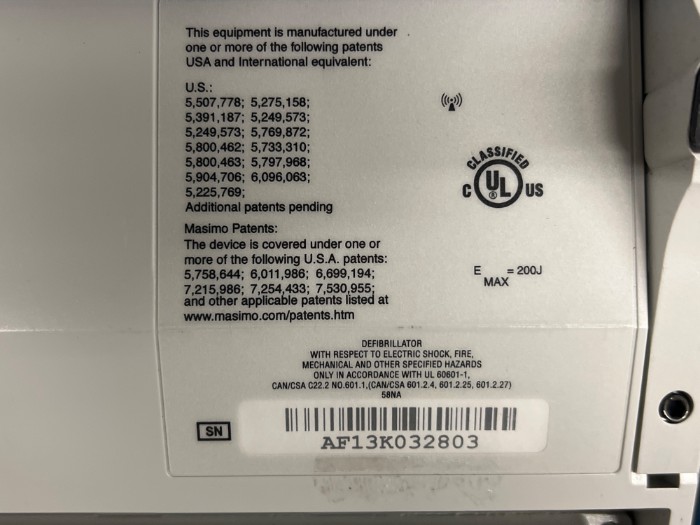 This equipment is manufactured under
one or more of the following patents
USA and International equivalent:
U.S.:
5,507,778; 5,275,158;
5,391,187; 5,249,573;
5,249,573; 5,769,872;
5,800,462; 5,733,310;
5,800,463; 5,797,968;
5,904,706; 6,096,063;
5,225,769;
Additional patents pending
Masimo Patents:
The device is covered under one or
more of the following U.S.A. patents:
5,758,644; 6,011,986; 6,699,194;
7,215,986; 7,254,433; 7,530,955;
and other applicable patents listed at
www.masimo.com/patents.htm
CLASSIFIED
C UL® US
E MAX = 200J
DEFIBRILLATOR
WITH RESPECT TO ELECTRIC SHOCK, FIRE,
MECHANICAL AND OTHER SPECIFIED HAZARDS
ONLY IN ACCORDANCE WITH UL 60601-1,
CAN/CSA C22.2 NO.601.1,(CAN/CSA 601.2.4, 601.2.25, 601.2.27)
58NA
SN
AF13K032803